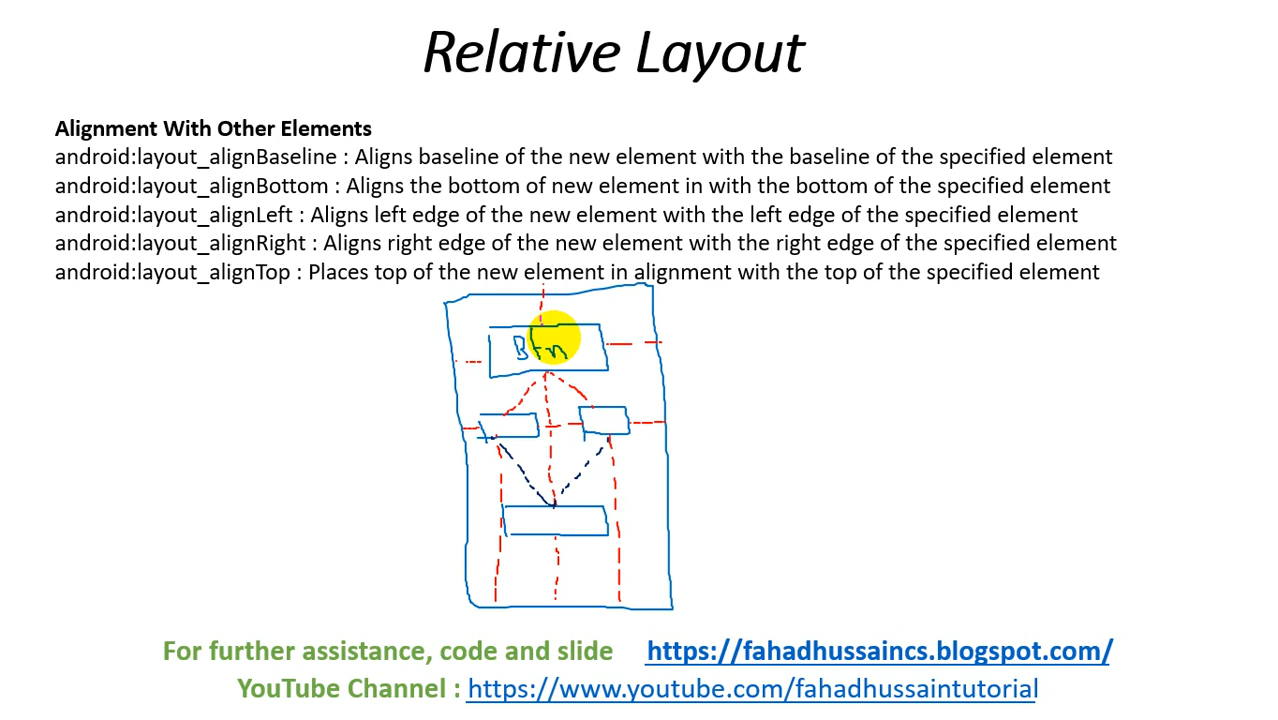 Relative Layout
Alignment With Other Elements
android:layout_alignBaseline : Aligns baseline of the new element with the baseline of the specified element
android:layout_alignBottom : Aligns the bottom of new element in with the bottom of the specified element
android:layout_alignLeft : Aligns left edge of the new element with the left edge of the specified element
android:layout_alignRight : Aligns right edge of the new element with the right edge of the specified element
android:layout_alignTop : Places top of the new element in alignment with the top of the specified element
Btn
For further assistance, code and slide https://fahadhussaincs.blogspot.com/
YouTube Channel : https://www.youtube.com/fahadhussaintutorial